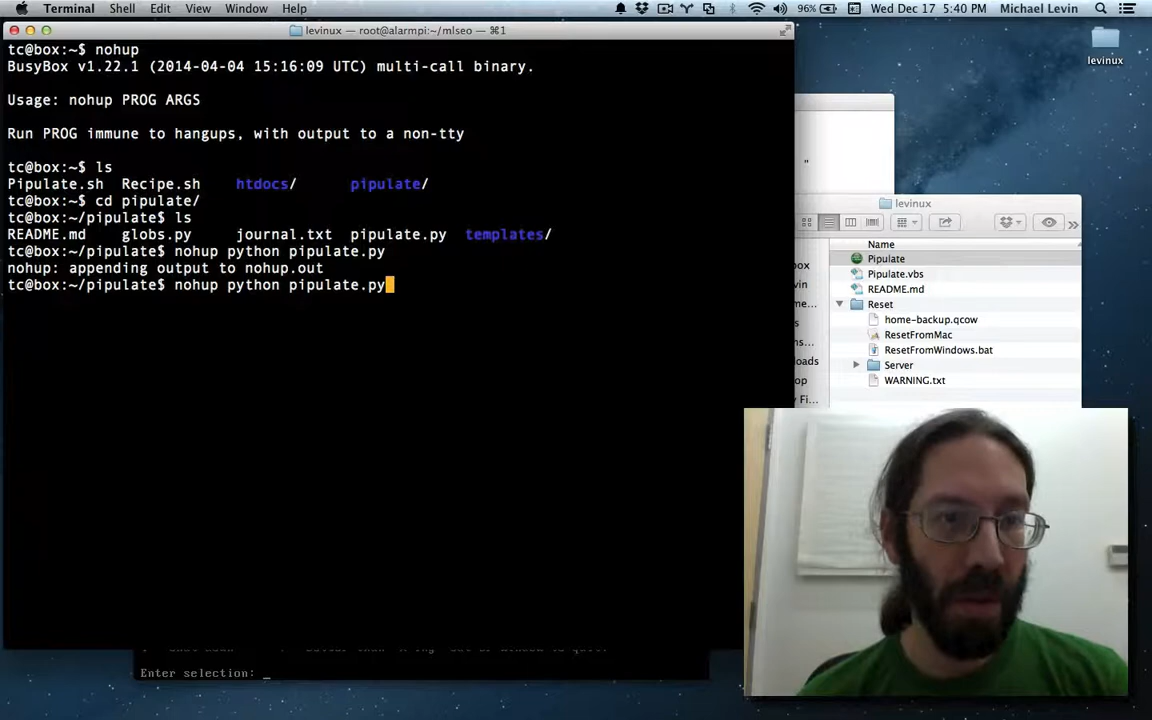 Terminal Shell Edit View Window Help 96% Wed Dec 17 5:40 PM Michael Levin
levinux — root@alarmpi:~/mlseo — ⌘1
tc@box:~$ nohup
BusyBox v1.22.1 (2014-04-04 15:16:09 UTC) multi-call binary.
Usage: nohup PROG ARGS
Run PROG immune to hangups, with output to a non-tty
tc@box:~$ ls
Pipulate.sh Recipe.sh htdocs/ pipulate/
tc@box:~$ cd pipulate/
tc@box:~/pipulate$ ls
README.md globs.py journal.txt pipulate.py templates/
tc@box:~/pipulate$ nohup python pipulate.py
nohup: appending output to nohup.out
tc@box:~/pipulate$ nohup python pipulate.py
Enter selection: _
levinux
"
levinux
Name
Pipulate
Pipulate.vbs
README.md
Reset
home-backup.qcow
ResetFromMac
ResetFromWindows.bat
Server
WARNING.txt